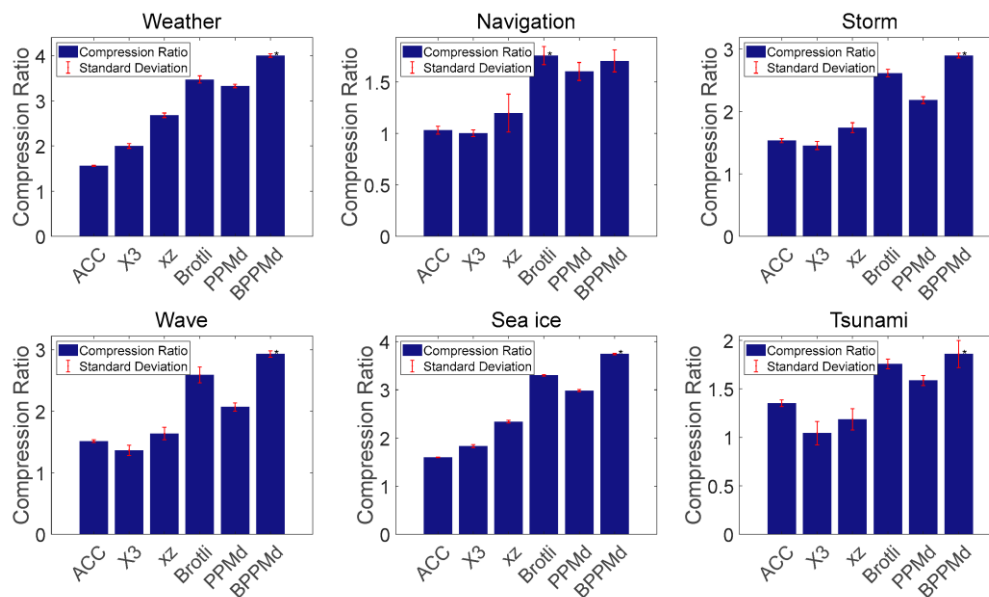 Weather
Compression Ratio
4
3
2
1
0
Compression Ratio
Standard Deviation
*
ACC
X3
xz
Brotli
PPMd
BPPMd
Navigation
Compression Ratio
1.5
1
0.5
0
Compression Ratio
Standard Deviation
*
ACC
X3
xz
Brotli
PPMd
BPPMd
Storm
Compression Ratio
3
2
1
0
Compression Ratio
Standard Deviation
*
ACC
X3
xz
Brotli
PPMd
BPPMd
Wave
Compression Ratio
3
2
1
0
Compression Ratio
Standard Deviation
*
ACC
X3
xz
Brotli
PPMd
BPPMd
Sea ice
Compression Ratio
4
3
2
1
0
Compression Ratio
Standard Deviation
*
ACC
X3
xz
Brotli
PPMd
BPPMd
Tsunami
Compression Ratio
2
1.5
1
0.5
0
Compression Ratio
Standard Deviation
*
ACC
X3
xz
Brotli
PPMd
BPPMd